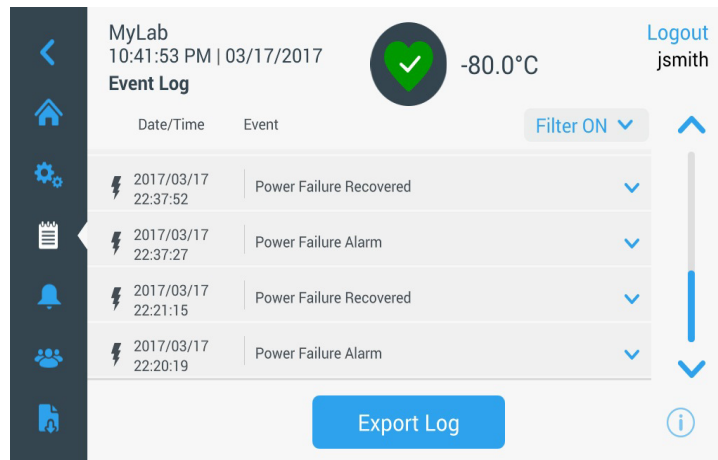 MyLab
10:41:53 PM | 03/17/2017
Event Log
-80.0°C
Logout
jsmith
Date/Time Event Filter ON
2017/03/17
22:37:52
Power Failure Recovered
2017/03/17
22:37:27
Power Failure Alarm
2017/03/17
22:21:15
Power Failure Recovered
2017/03/17
22:20:19
Power Failure Alarm
Export Log
i